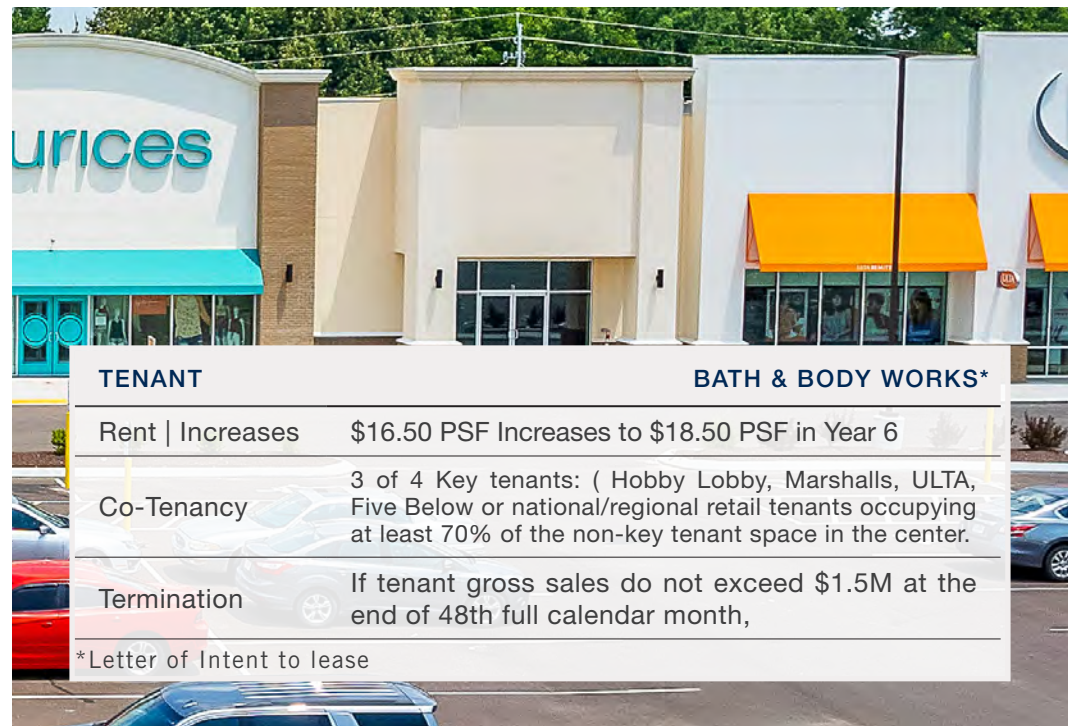 urices
ULTA BEAUTY
ULTA
TENANT BATH & BODY WORKS*
Rent | Increases $16.50 PSF Increases to $18.50 PSF in Year 6
Co-Tenancy 3 of 4 Key tenants: ( Hobby Lobby, Marshalls, ULTA,
Five Below or national/regional retail tenants occupying
at least 70% of the non-key tenant space in the center.
Termination If tenant gross sales do not exceed $1.5M at the
end of 48th full calendar month,
*Letter of Intent to lease